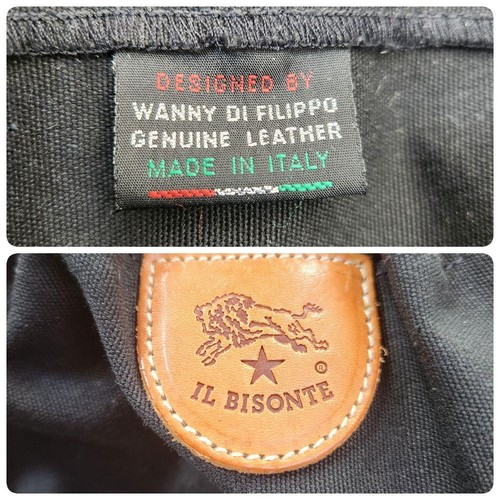 DESIGNED BY
WANNY DI FILIPPO
GENUINE LEATHER
MADE IN ITALY
®
IL BISONTE